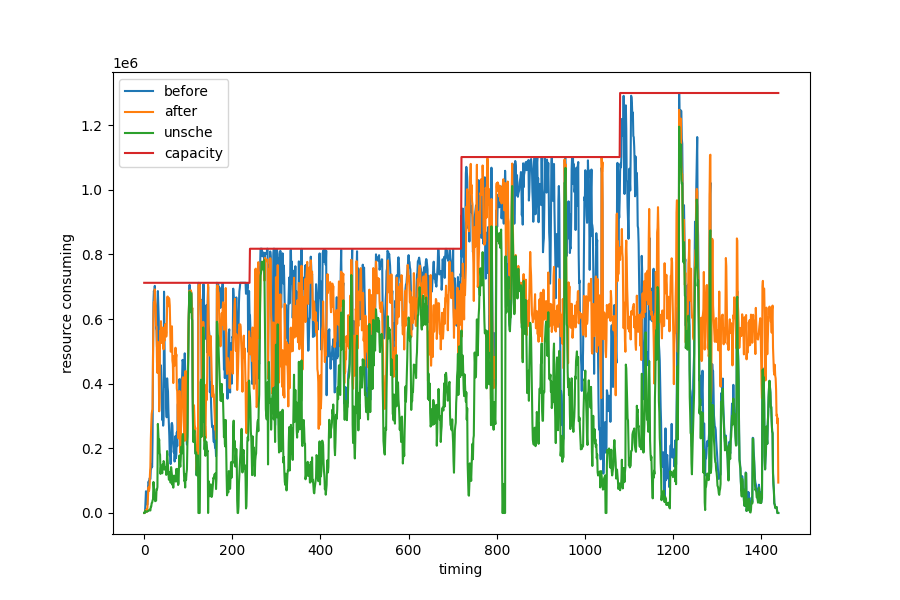 1e6
before
after
unsche
capacity
1.2
1.0
0.8
0.6
0.4
0.2
0.0
resource consuming
0 200 400 600 800 1000 1200 1400
timing